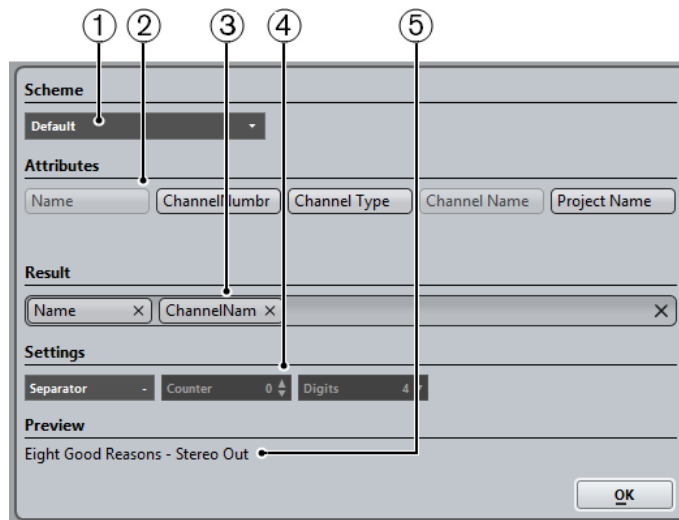 1 2 3 4 5
Scheme
Default
Attributes
Name ChannelNumbr Channel Type Channel Name Project Name
Result
Name × ChannelNam × ×
Settings
Separator - Counter 0 Digits 4
Preview
Eight Good Reasons - Stereo Out
OK